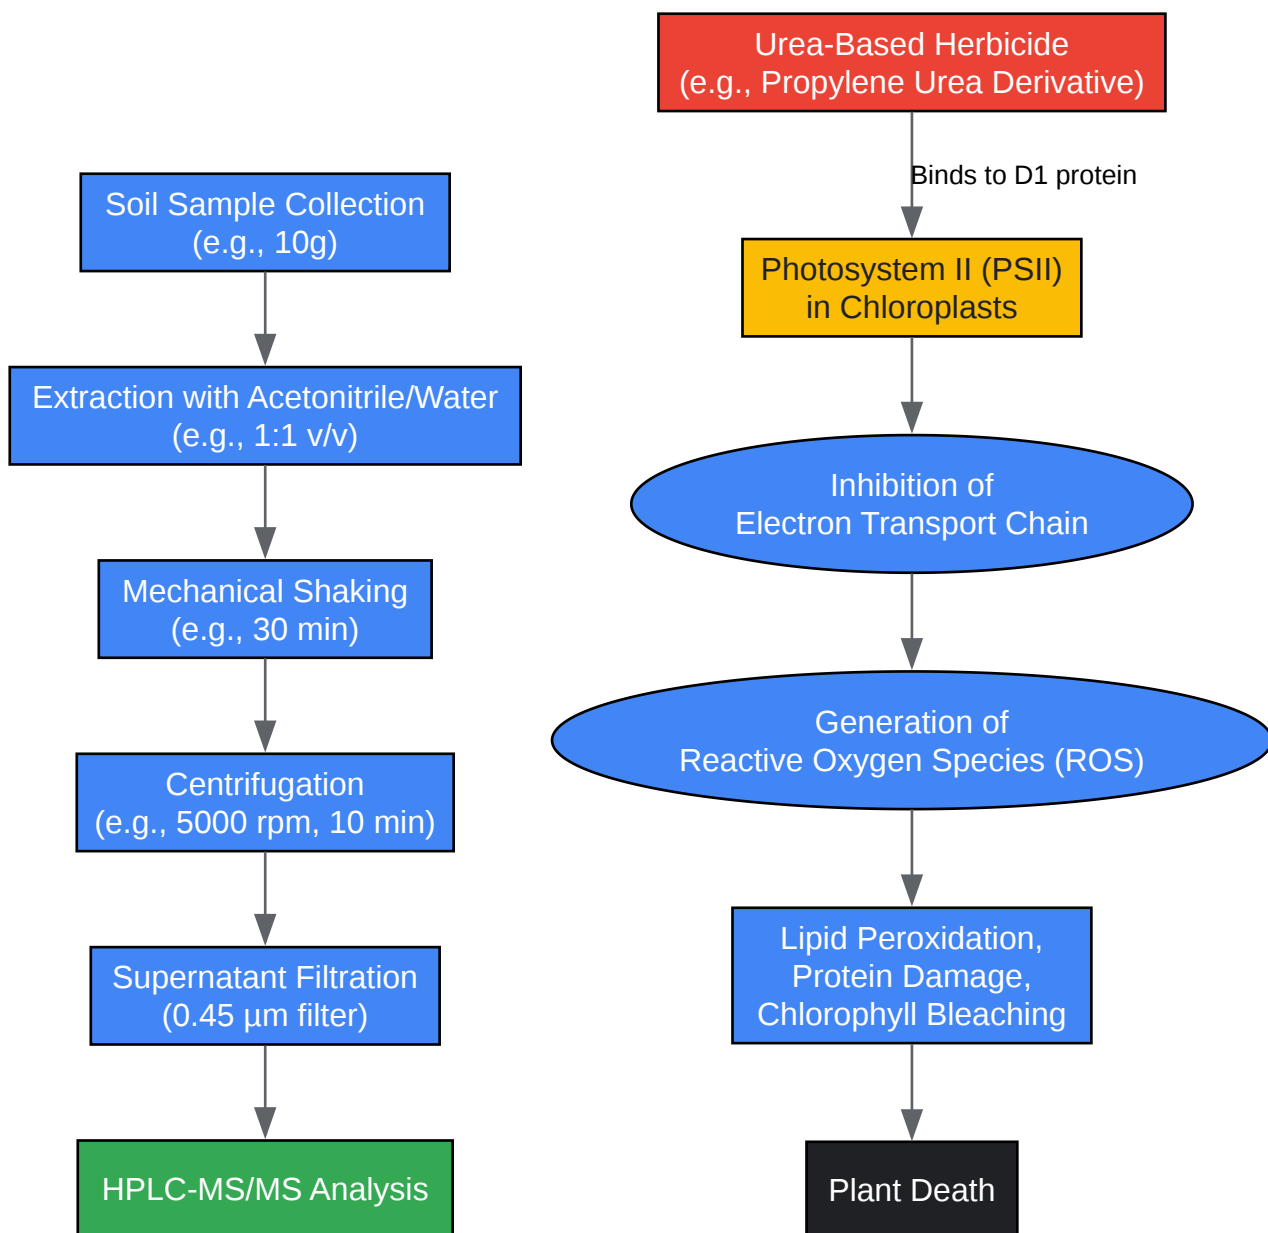 Soil Sample Collection
(e.g., 10g)
Extraction with Acetonitrile/Water
(e.g., 1:1 v/v)
Mechanical Shaking
(e.g., 30 min)
Centrifugation
(e.g., 5000 rpm, 10 min)
Supernatant Filtration
(0.45 µm filter)
HPLC-MS/MS Analysis
Urea-Based Herbicide
(e.g., Propylene Urea Derivative)
Binds to D1 protein
Photosystem II (PSII)
in Chloroplasts
Inhibition of
Electron Transport Chain
Generation of
Reactive Oxygen Species (ROS)
Lipid Peroxidation,
Protein Damage,
Chlorophyll Bleaching
Plant Death